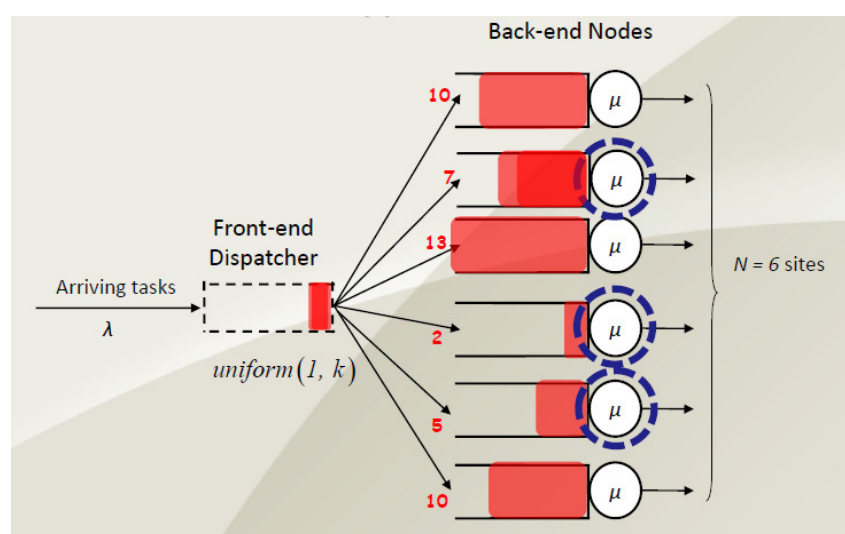 Back-end Nodes
10
μ
7
μ
Front-end
Dispatcher
13
μ
N = 6 sites
Arriving tasks
λ
2
μ
uniform(1, k)
5
μ
10
μ